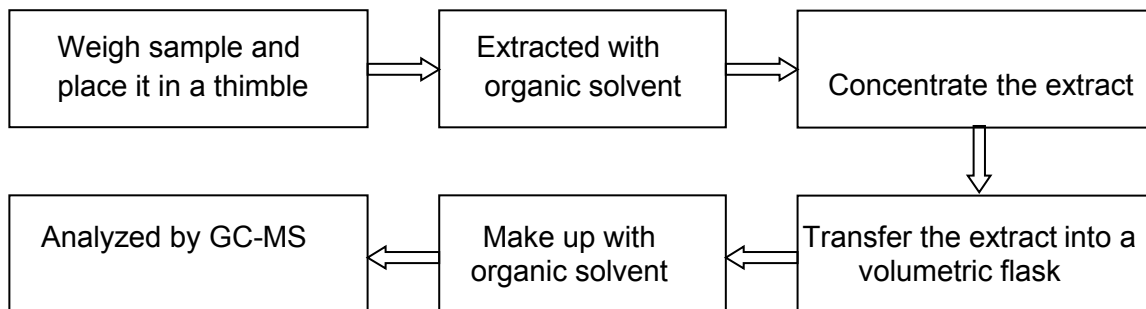 Weigh sample and
place it in a thimble
Extracted with
organic solvent
Concentrate the extract
Transfer the extract into a
volumetric flask
Make up with
organic solvent
Analyzed by GC-MS